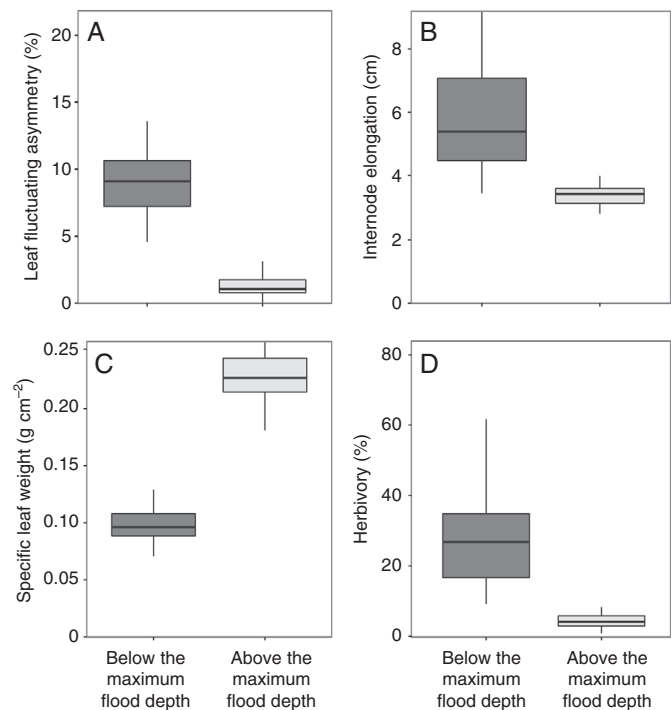 A
Leaf fluctuating asymmetry (%)
20
15
10
5
0
B
Internode elongation (cm)
8
6
4
2
0
C
Specific leaf weight (g cm−2)
0.25
0.20
0.15
0.10
0.05
0
Below the
maximum
flood depth
Above the
maximum
flood depth
D
Herbivory (%)
80
60
40
20
0
Below the
maximum
flood depth
Above the
maximum
flood depth